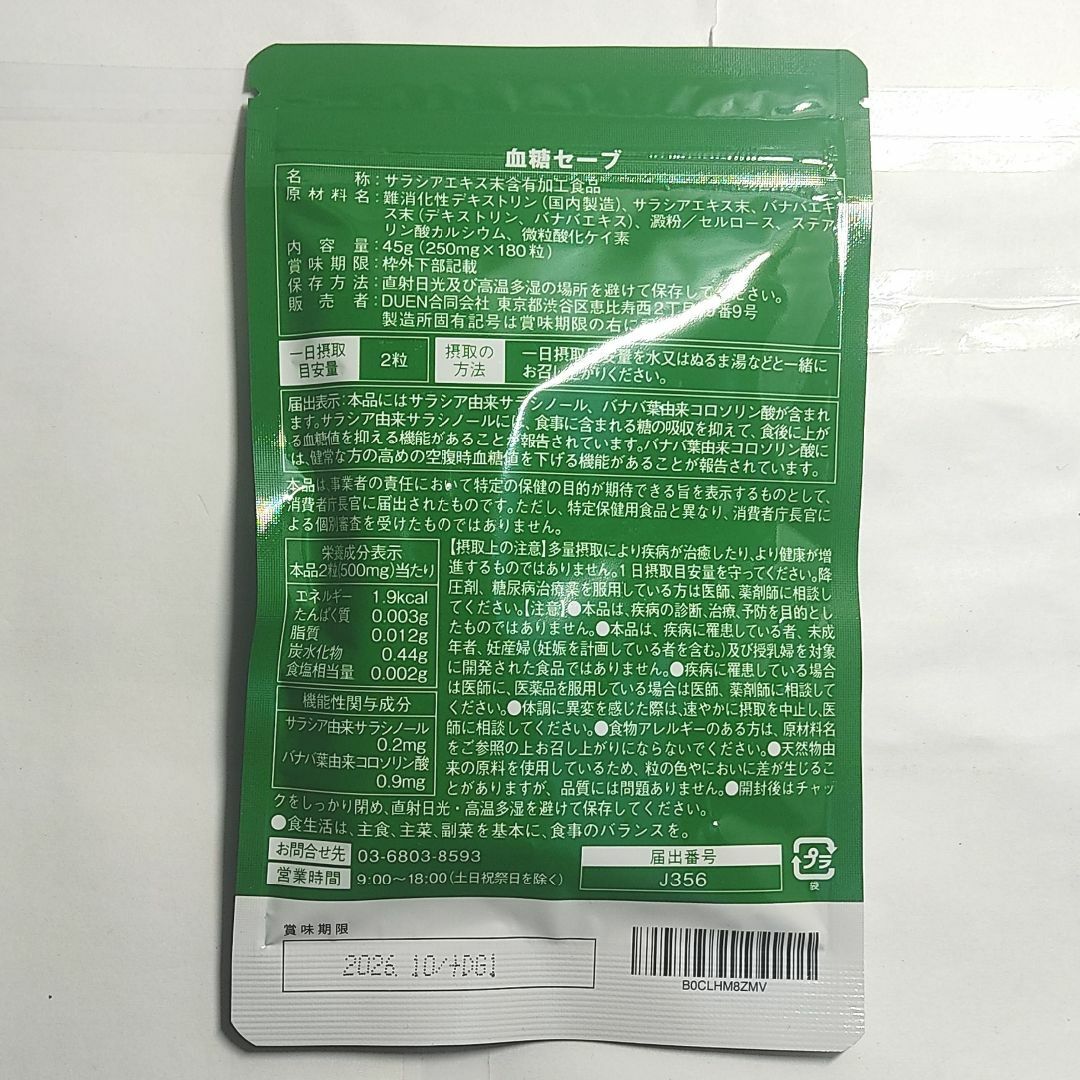 血糖セーブ
名称：サラシアエキス末含有加工食品
原材料名：難消化性デキストリン(国内製造)、サラシアエキス末、バナバエキ
ス末(デキストリン、バナバエキス)、澱粉／セルロース、ステア
リン酸カルシウム、微粒酸化ケイ素
内容量：45g(250mg×180粒)
賞味期限：枠外下部記載
保存方法：直射日光及び高温多湿の場所を避けて保存してください。
販売者：DUEN合同会社 東京都渋谷区恵比寿西2丁目 番9号
製造所固有記号は賞味期限の右に
一日摂取
目安量
2粒
摂取の
方法
一日摂取目安量を水又はぬるま湯などと一緒に
お召し上がりください。
届出表示：本品にはサラシア由来サラシノール、バナバ葉由来コロソリン酸が含まれ
ます。サラシア由来サラシノールには、食事に含まれる糖の吸収を抑えて、食後に上が
る血糖値を抑える機能があることが報告されています。バナバ葉由来コロソリン酸に
は、健常な方の高めの空腹時血糖値を下げる機能があることが報告されています。
本品は、事業者の責任において特定の保健の目的が期待できる旨を表示するものとして、
消費者庁長官に届出されたものです。ただし、特定保健用食品と異なり、消費者庁長官に
よる個別審査を受けたものではありません。
栄養成分表示
本品2粒(500mg)当たり
エネルギー 1.9kcal
たんぱく質 0.003g
脂質 0.012g
炭水化物 0.44g
食塩相当量 0.002g
機能性関与成分
サラシア由来サラシノール
0.2mg
バナバ葉由来コロソリン酸
0.9mg
【摂取上の注意】多量摂取により疾病が治癒したり、より健康が増
進するものではありません。1日摂取目安量を守ってください。降
圧剤、糖尿病治療薬を服用している方は医師、薬剤師に相談し
てください。【注意】●本品は、疾病の診断、治療、予防を目的とし
たものではありません。●本品は、疾病に罹患している者、未成
年者、妊産婦(妊娠を計画している者を含む。)及び授乳婦を対象
に開発された食品ではありません。●疾病に罹患している場合
は医師に、医薬品を服用している場合は医師、薬剤師に相談して
ください。●体調に異変を感じた際は、速やかに摂取を中止し、医
師に相談してください。●食物アレルギーのある方は、原材料名
をご参照の上お召し上がりにならないでください。●天然物由
来の原料を使用しているため、粒の色やにおいに差が生じるこ
とがありますが、品質には問題ありません。●開封後はチャッ
クをしっかり閉め、直射日光・高温多湿を避けて保存してください。
●食生活は、主食、主菜、副菜を基本に、食事のバランスを。
お問合せ先 03-6803-8593
営業時間 9:00〜18:00(土日祝祭日を除く)
届出番号
J356
プラ
袋
賞味期限
2026. 10/+DG1
B0CLHM8ZMV